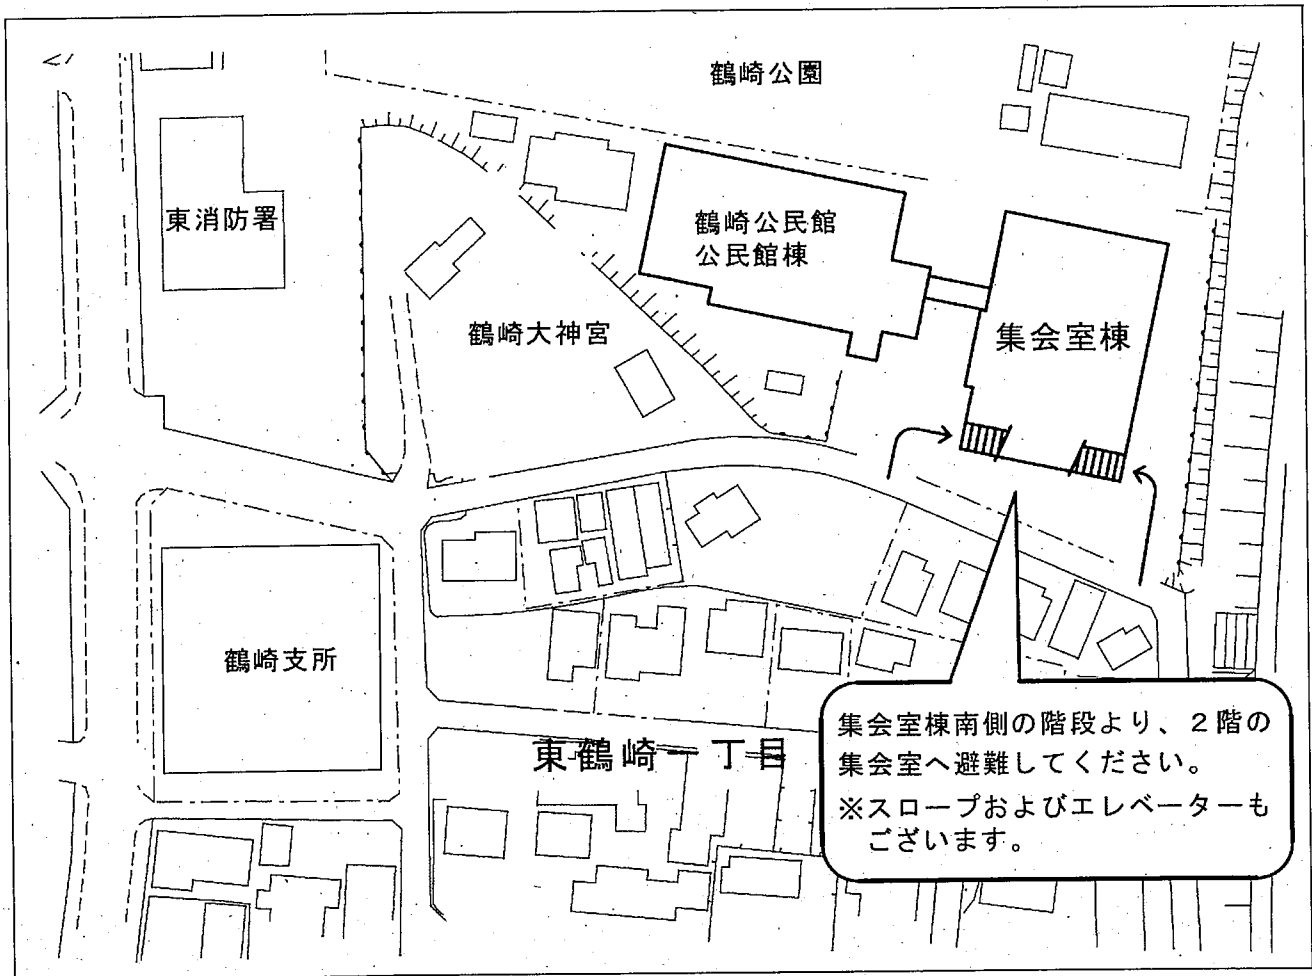 鶴崎公園
東消防署
鶴崎公民館
公民館棟
鶴崎大神宮
集会室棟
鶴崎支所
東鶴崎一丁目
集会室棟南側の階段より、２階の
集会室へ避難してください。
※スロープおよびエレベーターも
ございます。